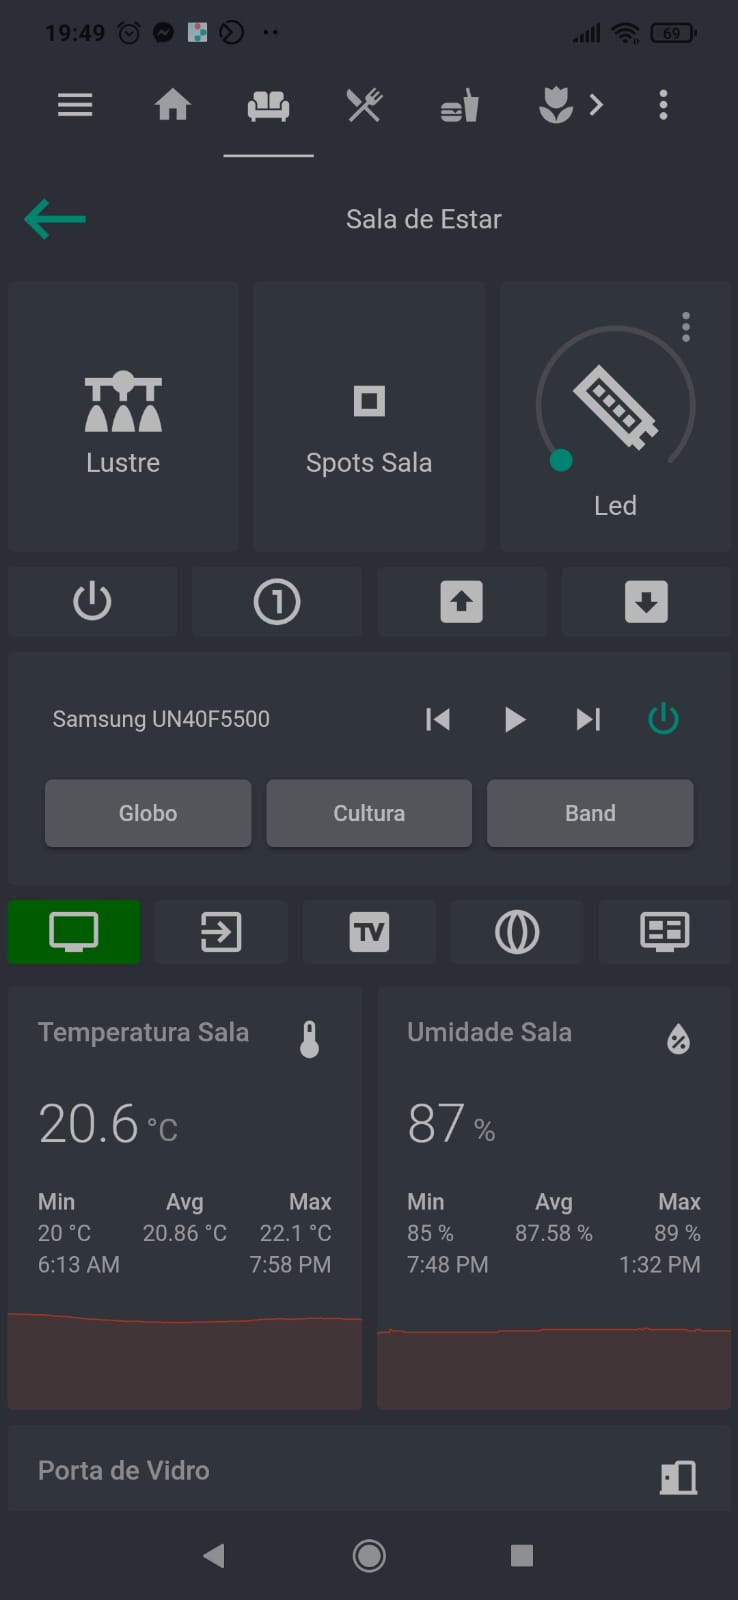 19:49
69
Sala de Estar
Lustre
Spots Sala
Led
1
Samsung UN40F5500
Globo
Cultura
Band
TV
Temperatura Sala
Umidade Sala
20.6 °C
87 %
Min Avg Max
20 °C 20.86 °C 22.1 °C
6:13 AM 7:58 PM
Min Avg Max
85 % 87.58 % 89 %
7:48 PM 1:32 PM
Porta de Vidro